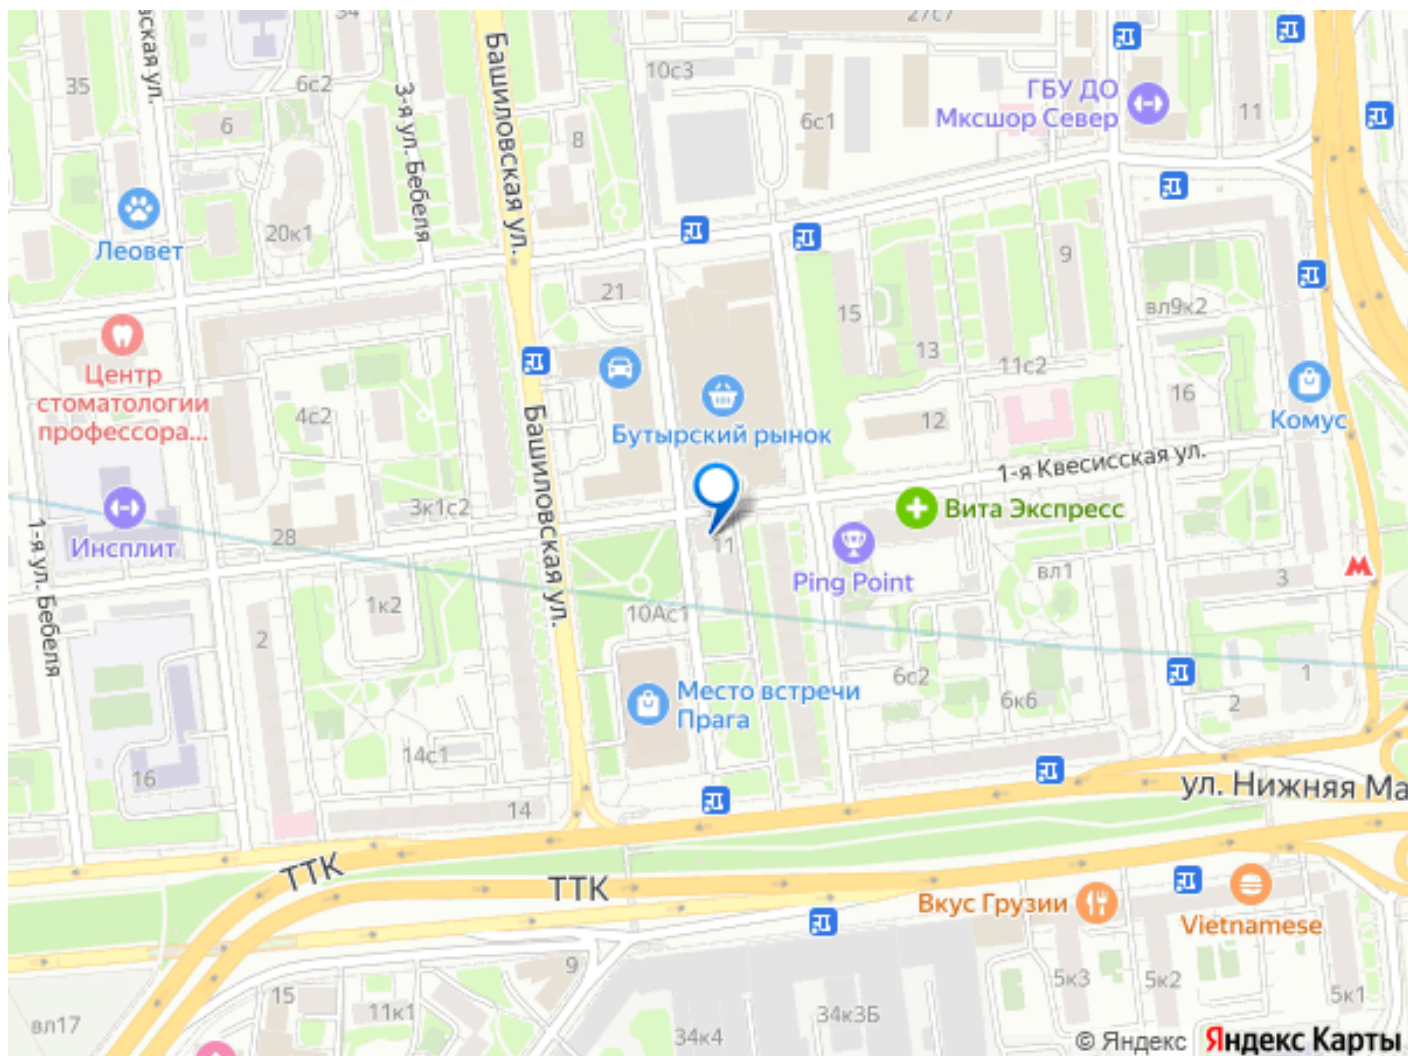 вская ул.
34
27с7
35
6с2
10с3
Башиловская ул.
3-я ул. Бебеля
8
6
6с1
ГБУ ДО
Мксшор Север
11
Леовет
20к1
21
15
9
13
вл9к2
11с2
16
Центр
стоматологии
профессора...
4с2
12
Бутырский рынок
Комус
Башиловская ул.
1-я Квесисская ул.
3к1с2
Вита Экспресс
28
Инсплит
11
Ping Point
1-я ул. Бебеля
вл1
3
1к2
10Ас1
2
6с2
6к6
1
2
Место встречи
Прага
14с1
16
14
ул. Нижняя Ма
ТТК
ТТК
Вкус Грузии
Vietnamese
9
15
11к1
вл17
5к3
5к2
5к1
34к4
34к3Б
© Яндекс
Яндекс Карты